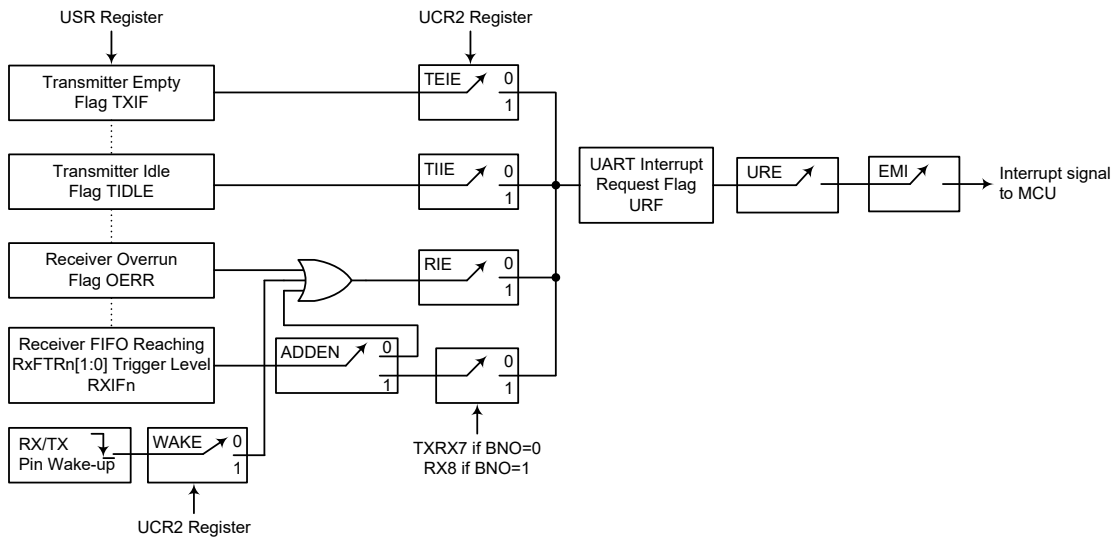 USR Register
UCR2 Register
Transmitter Empty
Flag TXIF
TEIE
0
1
Transmitter Idle
Flag TIDLE
TIIE
0
1
UART Interrupt
Request Flag
URF
URE
EMI
Interrupt signal
to MCU
Receiver Overrun
Flag OERR
RIE
0
1
Receiver FIFO Reaching
RxFTRn[1:0] Trigger Level
RXIFn
ADDEN
0
1
0
1
RX/TX
Pin Wake-up
WAKE
0
1
TXRX7 if BNO=0
RX8 if BNO=1
UCR2 Register